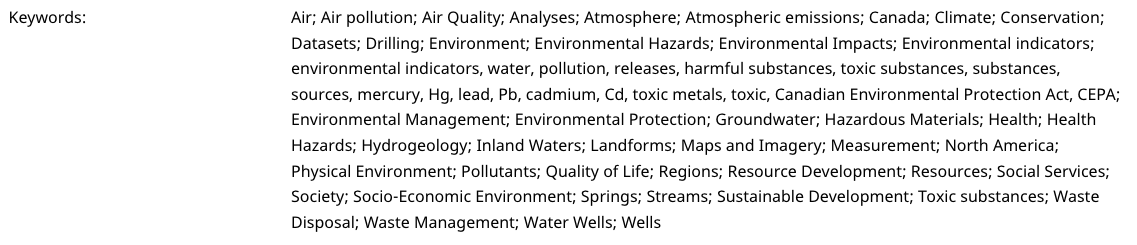 Keywords: Air; Air pollution; Air Quality; Analyses; Atmosphere; Atmospheric emissions; Canada; Climate; Conservation;
Datasets; Drilling; Environment; Environmental Hazards; Environmental Impacts; Environmental indicators;
environmental indicators, water, pollution, releases, harmful substances, toxic substances, substances,
sources, mercury, Hg, lead, Pb, cadmium, Cd, toxic metals, toxic, Canadian Environmental Protection Act, CEPA;
Environmental Management; Environmental Protection; Groundwater; Hazardous Materials; Health; Health
Hazards; Hydrogeology; Inland Waters; Landforms; Maps and Imagery; Measurement; North America;
Physical Environment; Pollutants; Quality of Life; Regions; Resource Development; Resources; Social Services;
Society; Socio-Economic Environment; Springs; Streams; Sustainable Development; Toxic substances; Waste
Disposal; Waste Management; Water Wells; Wells